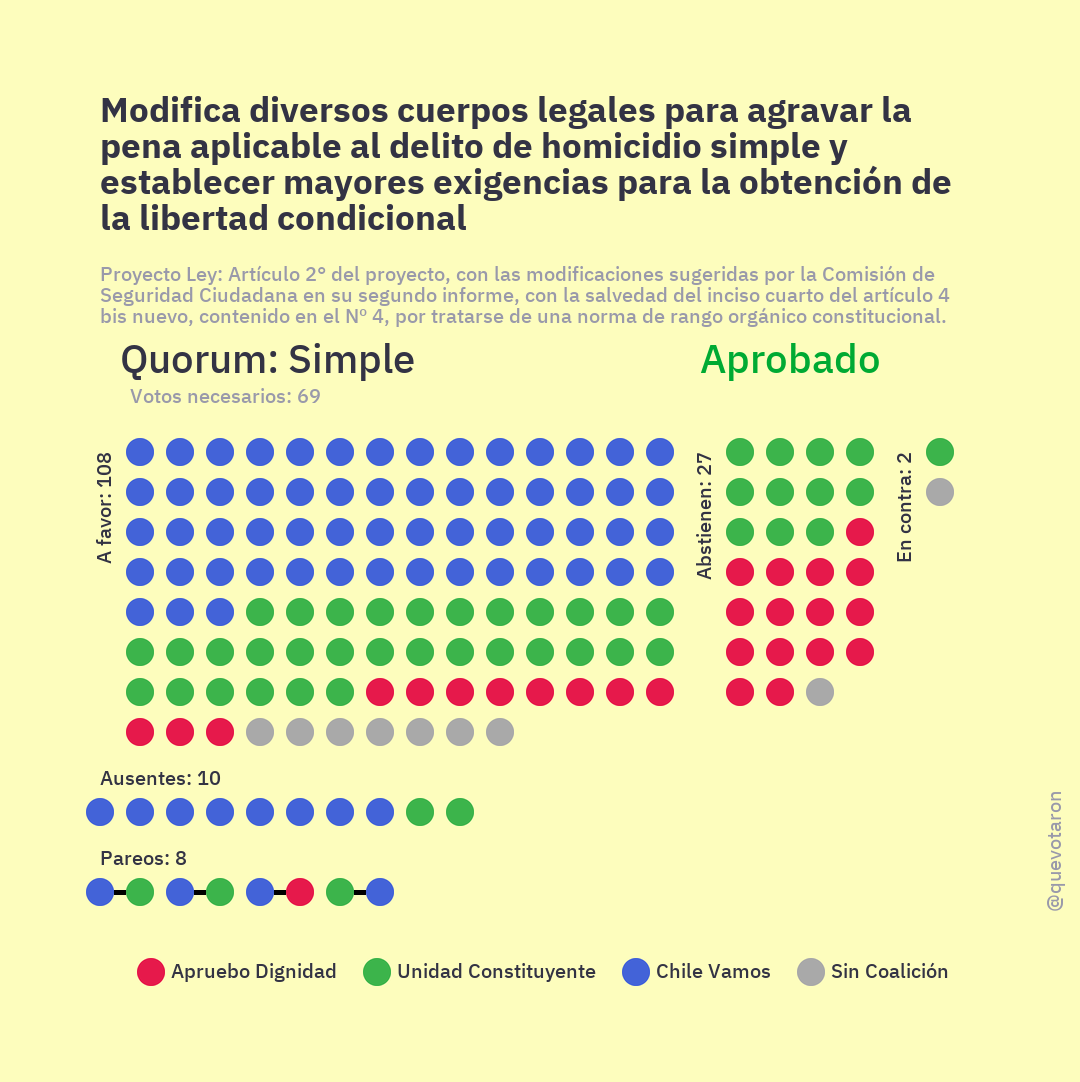 Modifica diversos cuerpos legales para agravar la
pena aplicable al delito de homicidio simple y
establecer mayores exigencias para la obtención de
la libertad condicional
Proyecto Ley: Artículo 2° del proyecto, con las modificaciones sugeridas por la Comisión de
Seguridad Ciudadana en su segundo informe, con la salvedad del inciso cuarto del artículo 4
bis nuevo, contenido en el Nº 4, por tratarse de una norma de rango orgánico constitucional.
Quorum: Simple
Aprobado
Votos necesarios: 69
A favor: 108
Abstienen: 27
En contra: 2
Ausentes: 10
Pareos: 8
@quevotaron
Apruebo Dignidad
Unidad Constituyente
Chile Vamos
Sin Coalición